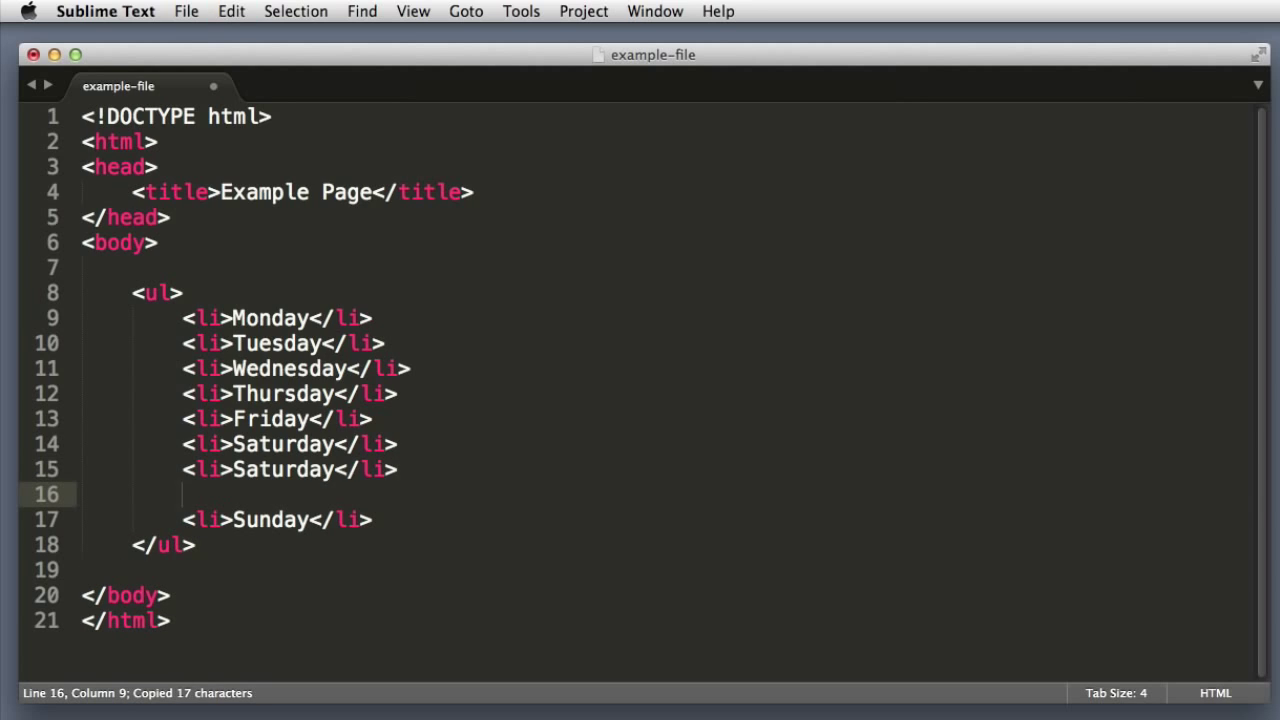 Sublime Text File Edit Selection Find View Goto Tools Project Window Help
example-file
example-file
1 <!DOCTYPE html>
2 <html>
3 <head>
4 <title>Example Page</title>
5 </head>
6 <body>
7
8 <ul>
9 <li>Monday</li>
10 <li>Tuesday</li>
11 <li>Wednesday</li>
12 <li>Thursday</li>
13 <li>Friday</li>
14 <li>Saturday</li>
15 <li>Saturday</li>
16
17 <li>Sunday</li>
18 </ul>
19
20 </body>
21 </html>
Line 16, Column 9; Copied 17 characters Tab Size: 4 HTML